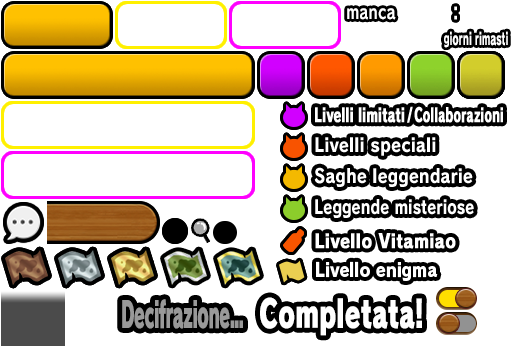 manca 8
giorni rimasti
Livelli limitati/Collaborazioni
Livelli speciali
Saghe leggendarie
Leggende misteriose
Livello Vitamiao
Livello enigma
Decifrazione... Completata!